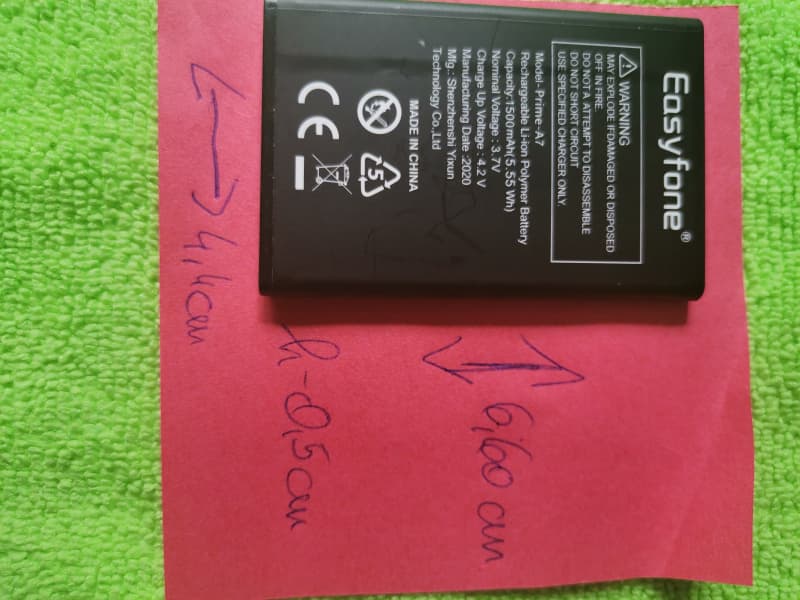 Easyfone®
WARNING
MAY EXPLODE IFDAMAGED OR DISPOSED
OFF IN FIRE.
DO NOT A ATTEMPT TO DISASSEMBLE
DO NOT SHORT CIRCUIT
USE SPECIFIED CHARGER ONLY.
Model: Prime-A7
Rechargeable Li-ion Polymer Battery
Capacity:1500mAh(5.55 Wh)
Nominal Voltage : 3.7V
Charge Up Voltage : 4.2 V
Manufacturing Date :2020
Mfg.: Shenzhenshi Yixun
Technology Co.,Ltd
MADE IN CHINA
5
CE
4,4cm
h-0,5cm
6,60 cm